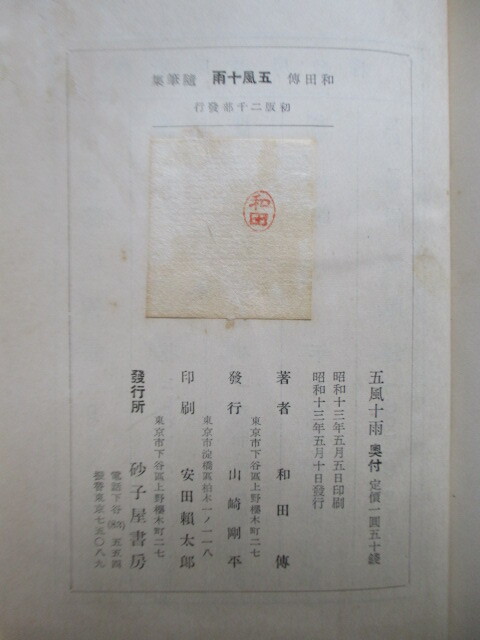 和田傳 五風十雨 隨筆集
初版二千部發行
和田
五風十雨 奥付 定價一圓五十錢
昭和十三年五月五日印刷
昭和十三年五月十日發行
著者 和田傳
東京市下谷區上野櫻木町二七
發行 山崎剛平
東京市淀橋區柏木一ノ一一八
印刷 安田賴太郎
東京市下谷區上野櫻木町二七
發行所 砂子屋書房
電話下谷
振替東京七五〇八九